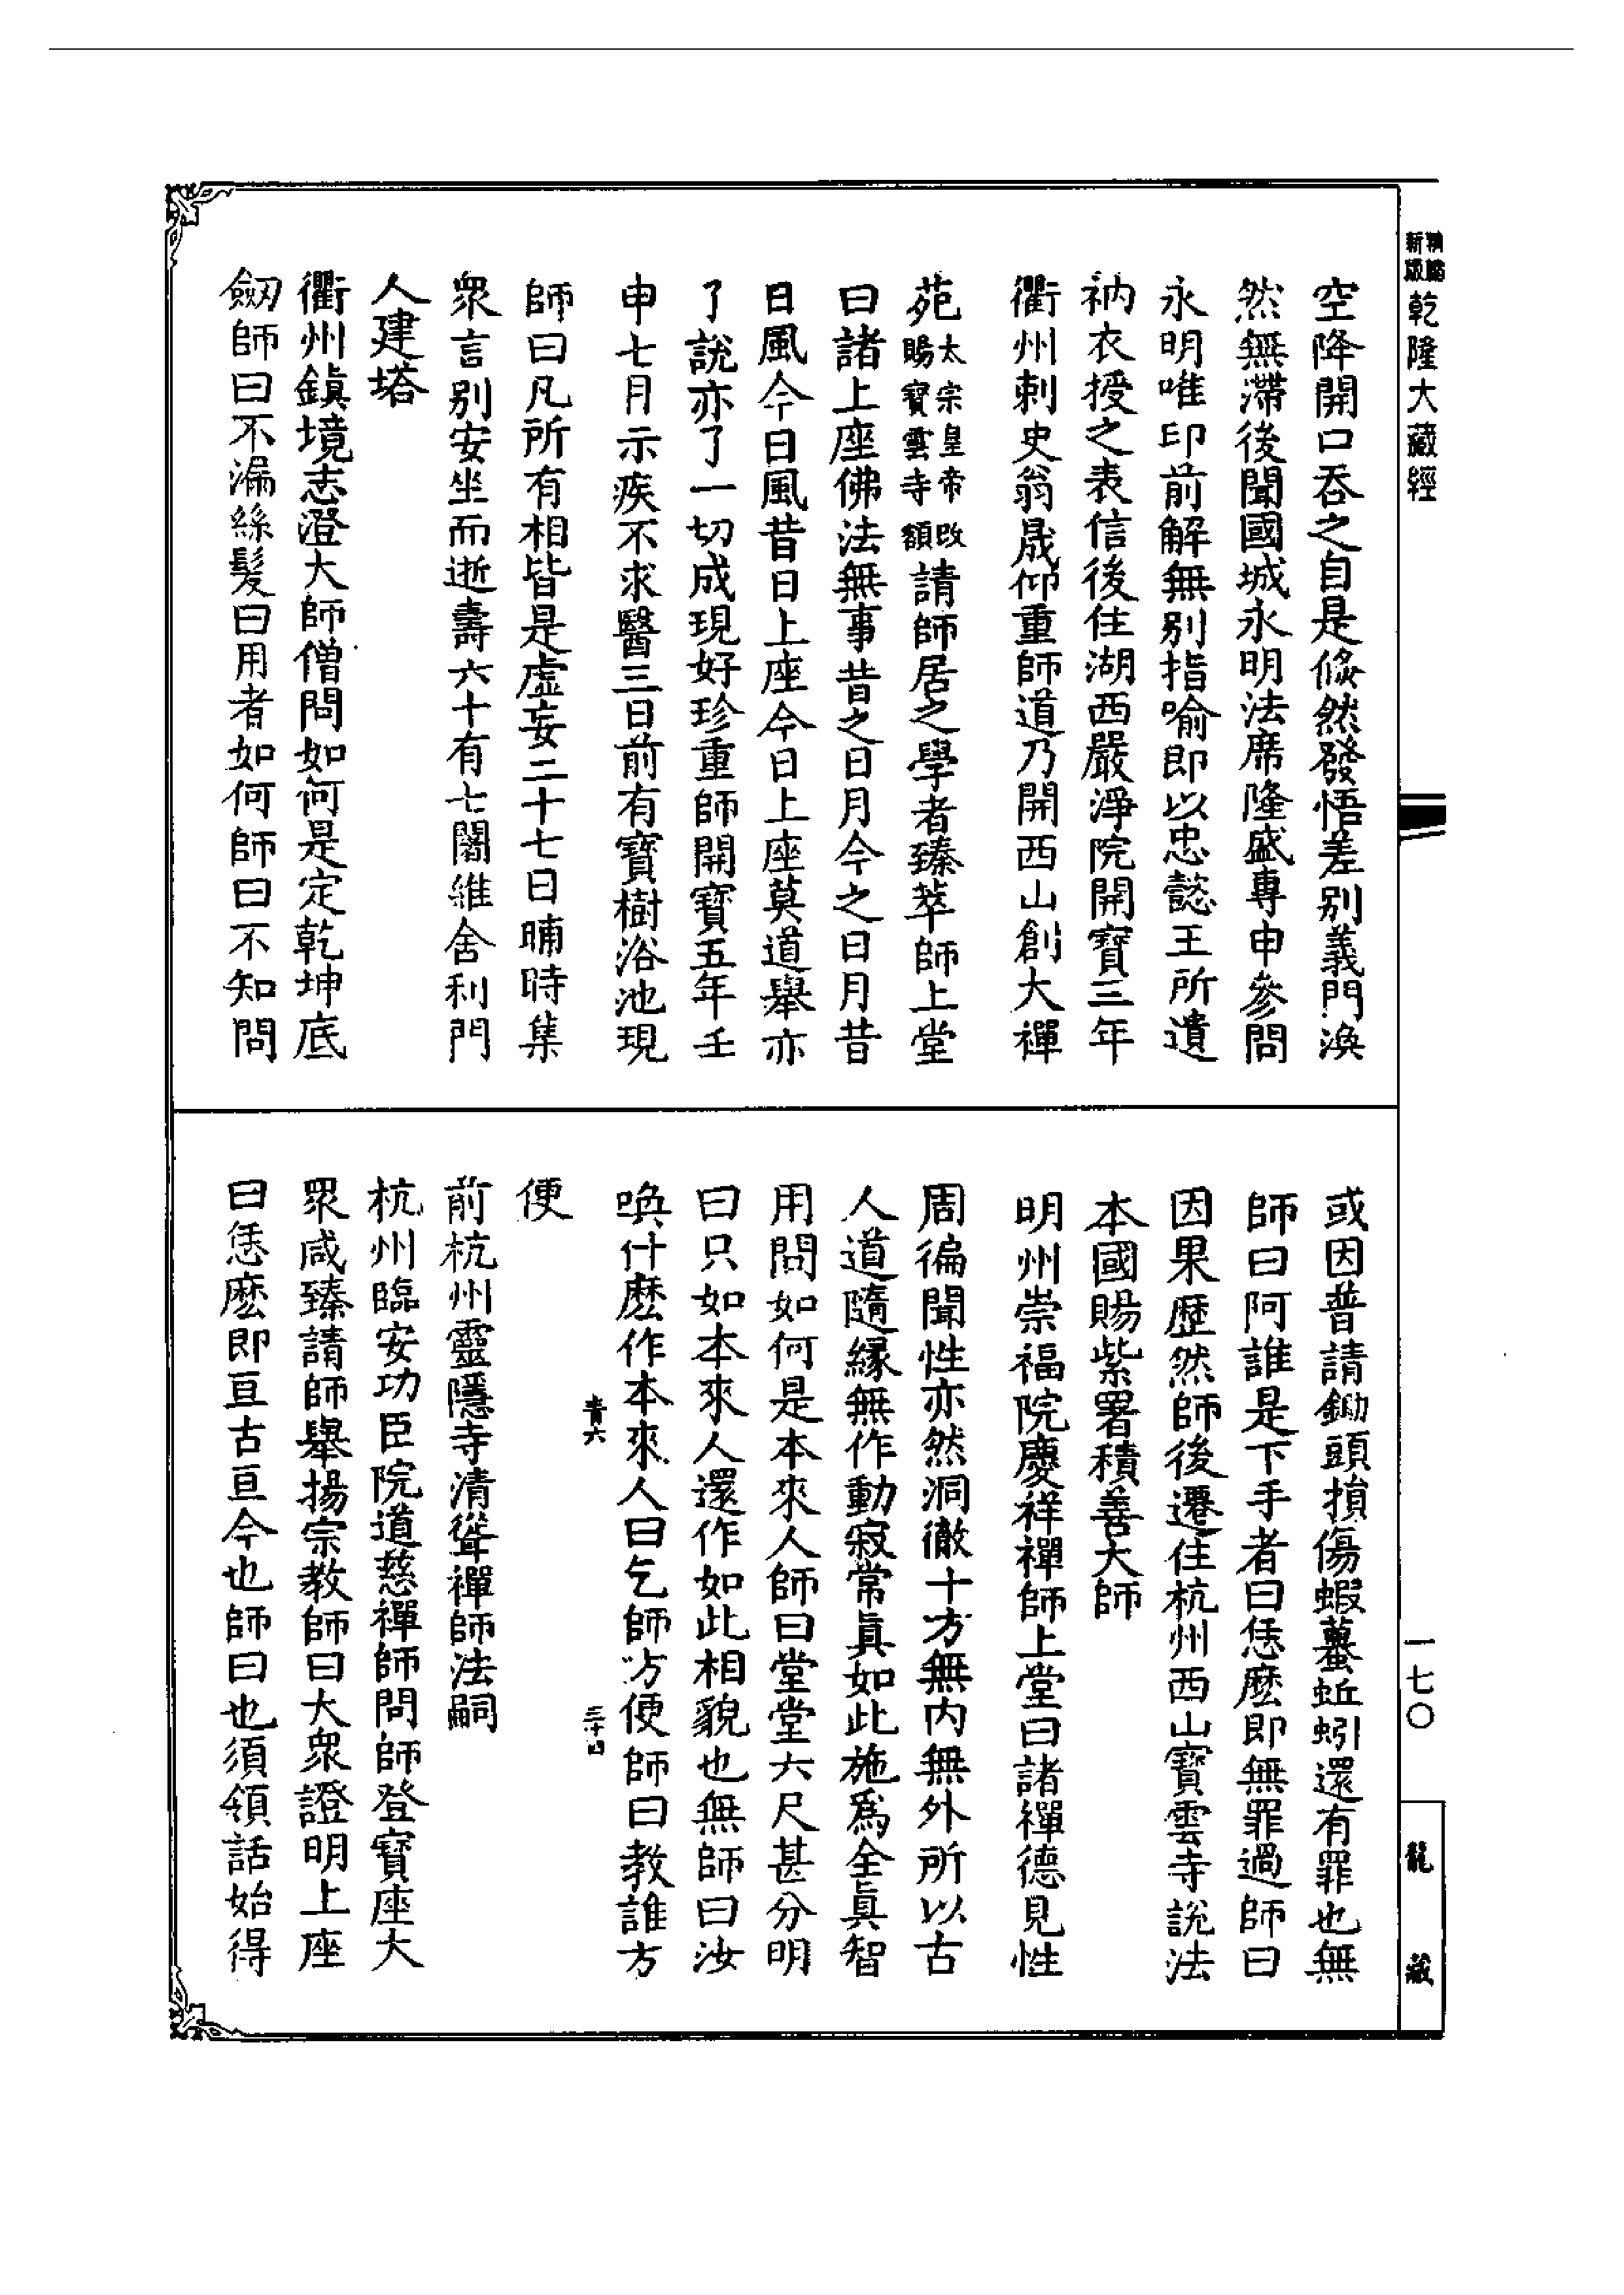 新版精縮乾隆大藏經
空降開口吞之自是倐然發悟差別義門渙
然無滯後聞國城永明法席隆盛專申參問
永明唯印前解無別指喻即以忠懿王所遺
衲衣授之表信後住湖西嚴淨院開寶三年
衢州刺史翁晟仰重師道乃開西山創大禪
苑太宗皇帝改賜寶雲寺額請師居之學者臻萃師上堂
曰諸上座佛法無事昔之日月今之日月昔
日風今日風昔日上座今日上座莫道舉亦
了說亦了一切成現好珍重師開寶五年壬
申七月示疾不求醫三日前有寶樹浴池現
師曰凡所有相皆是虛妄二十七日晡時集
衆言別安坐而逝壽六十有七闍維舍利門
人建塔
衢州鎮境志澄大師僧問如何是定乾坤底
劒師曰不漏絲髮曰用者如何師曰不知問
或因普請鋤頭損傷蝦蟇蚯蚓還有罪也無
師曰阿誰是下手者曰恁麽即無罪過師曰
因果歷然師後遷住杭州西山寶雲寺說法
本國賜紫署積善大師
明州崇福院慶祥禪師上堂曰諸禪德見性
周徧聞性亦然洞徹十方無内無外所以古
人道隨縁無作動寂常眞如此施爲全眞智
用問如何是本來人師曰堂堂六尺甚分明
曰只如本來人還作如此相貌也無師曰汝
喚什麽作本來人曰乞師方便師曰教誰方
青六 三十四
便
前杭州靈隱寺清聳禪師法嗣
杭州臨安功臣院道慈禪師問師登寶座大
衆咸臻請師舉揚宗教師曰大衆證明上座
曰恁麽即亘古亘今也師曰也須領話始得
一七〇
龍藏